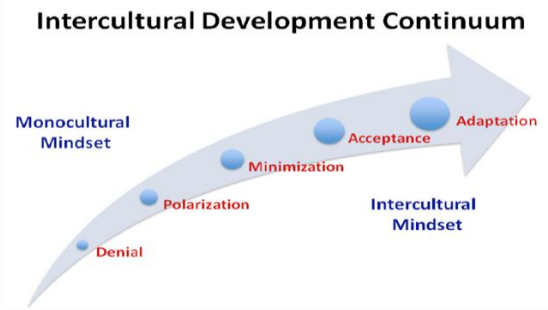 Intercultural Development Continuum
Monocultural
Mindset
Adaptation
Acceptance
Minimization
Polarization
Intercultural
Mindset
Denial